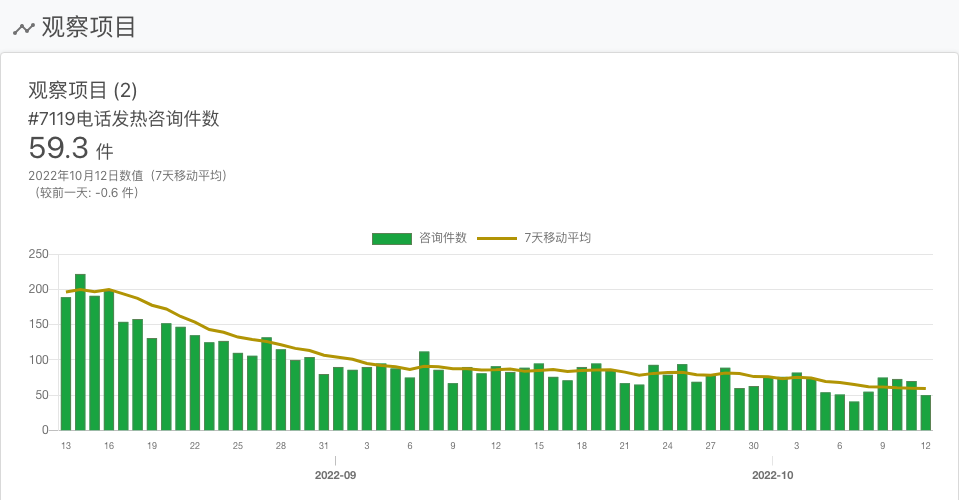 观察项目
观察项目 (2)
#7119电话发热咨询件数
59.3 件
2022年10月12日数值（7天移动平均）
（较前一天: -0.6 件）
咨询件数 7天移动平均
250
200
150
100
50
0
13 16 19 22 25 28 31 3 6 9 12 15 18 21 24 27 30 3 6 9 12
2022-09 2022-10